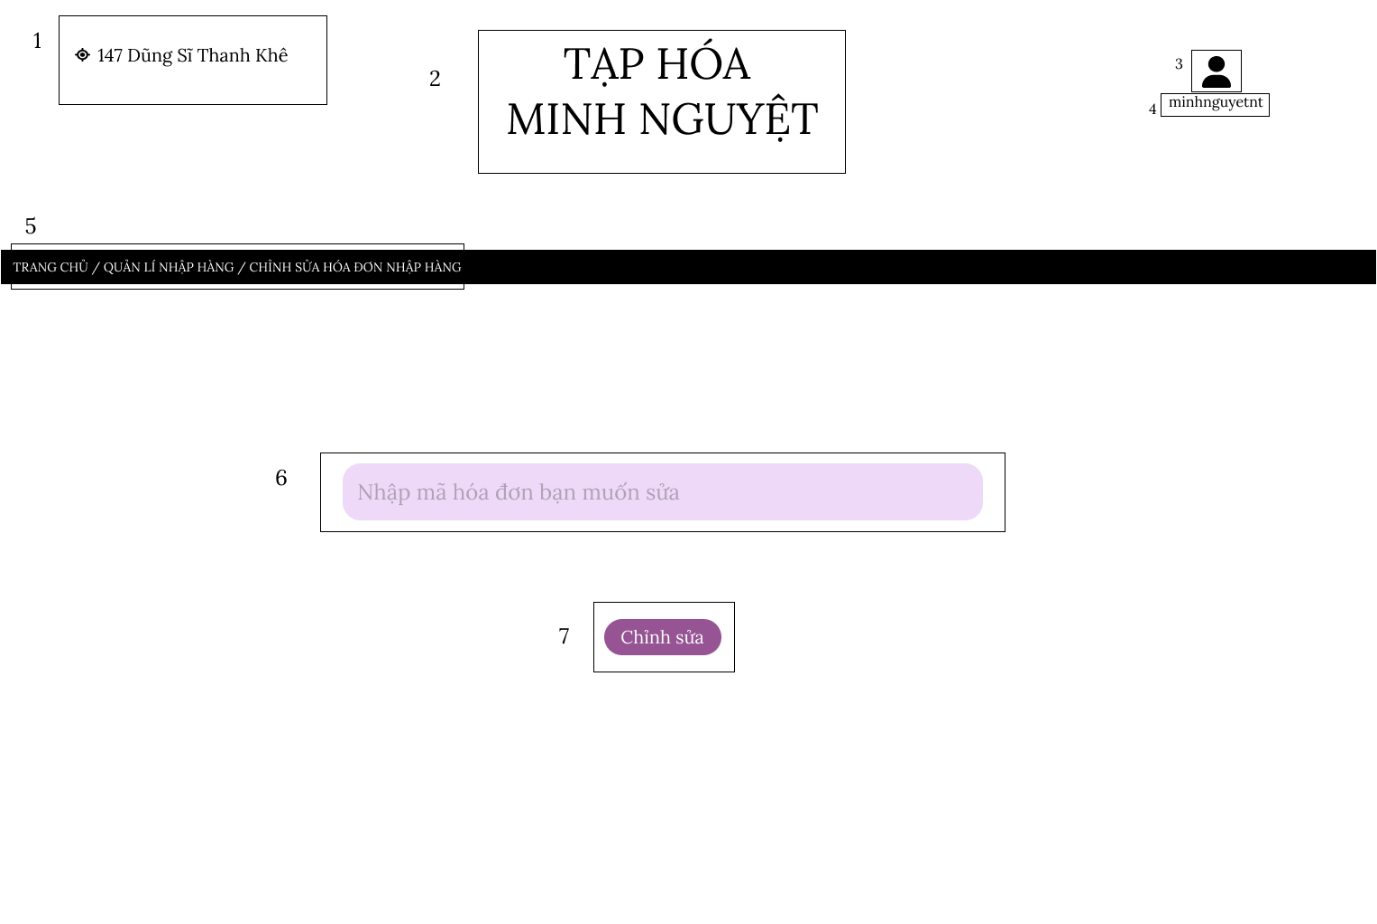 1
147 Dũng Sĩ Thanh Khê
2
TẠP HÓA
MINH NGUYỆT
3
4
minhnguyetnt
5
TRANG CHỦ / QUẢN LÍ NHẬP HÀNG / CHỈNH SỬA HÓA ĐƠN NHẬP HÀNG
6
Nhập mã hóa đơn bạn muốn sửa
7
Chỉnh sửa